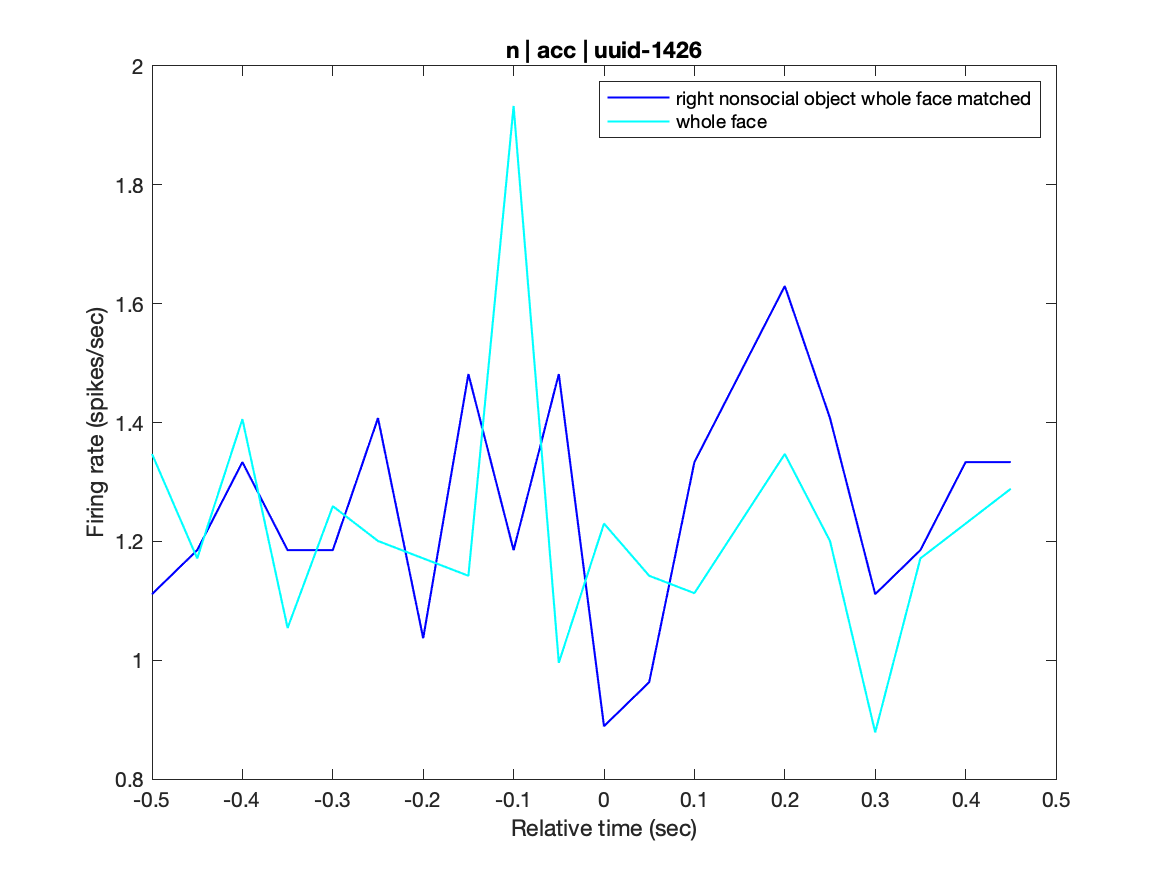 n | acc | uuid-1426
right nonsocial object whole face matched
whole face
Firing rate (spikes/sec)
2
1.8
1.6
1.4
1.2
1
0.8
-0.5 -0.4 -0.3 -0.2 -0.1 0 0.1 0.2 0.3 0.4 0.5
Relative time (sec)